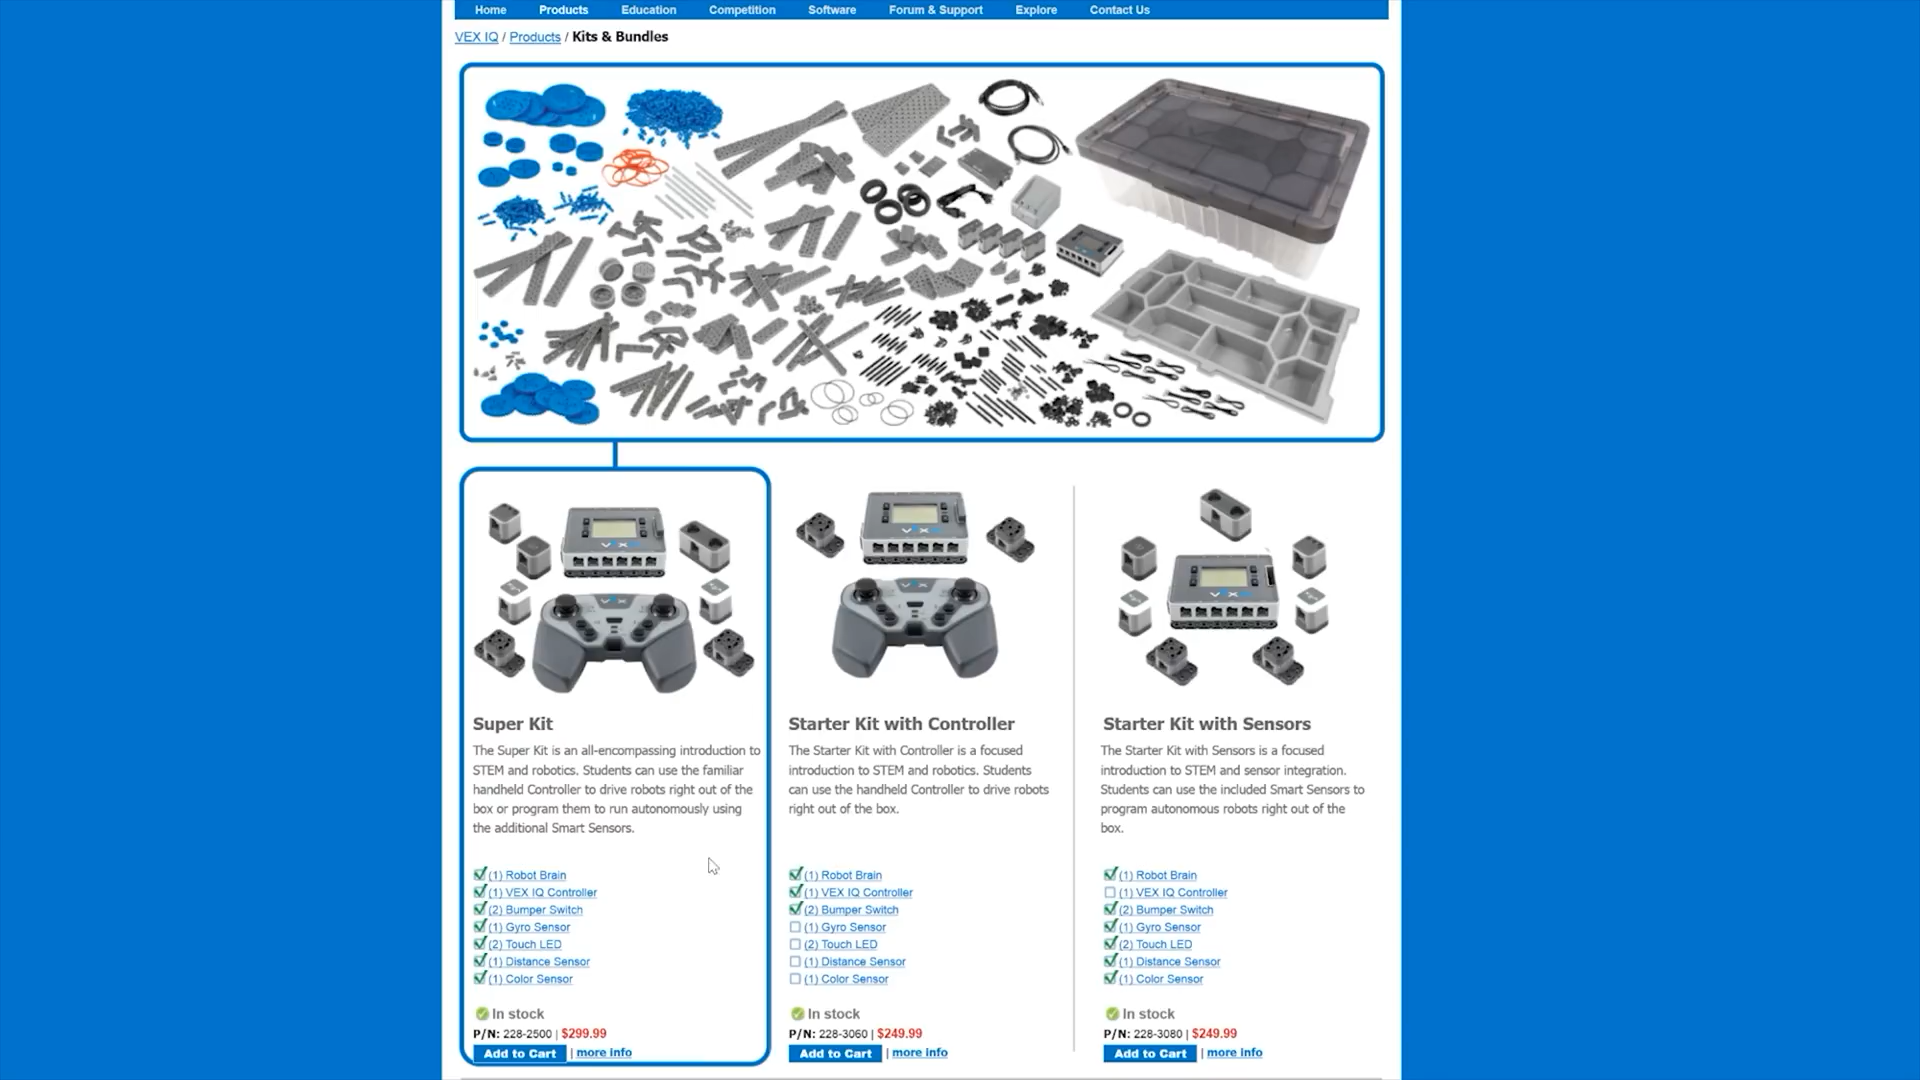 Home Products Education Competition Software Forum & Support Explore Contact Us
VEX IQ / Products / Kits & Bundles
Super Kit
The Super Kit is an all-encompassing introduction to
STEM and robotics. Students can use the familiar
handheld Controller to drive robots right out of the
box or program them to run autonomously using
the additional Smart Sensors.
(1) Robot Brain
(1) VEX IQ Controller
(2) Bumper Switch
(1) Gyro Sensor
(2) Touch LED
(1) Distance Sensor
(1) Color Sensor
In stock
P/N: 228-2500 | $299.99
Add to Cart | more info
Starter Kit with Controller
The Starter Kit with Controller is a focused
introduction to STEM and robotics. Students
can use the handheld Controller to drive robots
right out of the box.
(1) Robot Brain
(1) VEX IQ Controller
(2) Bumper Switch
(1) Gyro Sensor
(2) Touch LED
(1) Distance Sensor
(1) Color Sensor
In stock
P/N: 228-3060 | $249.99
Add to Cart | more info
Starter Kit with Sensors
The Starter Kit with Sensors is a focused
introduction to STEM and sensor integration.
Students can use the included Smart Sensors to
program autonomous robots right out of the
box.
(1) Robot Brain
(1) VEX IQ Controller
(2) Bumper Switch
(1) Gyro Sensor
(2) Touch LED
(1) Distance Sensor
(1) Color Sensor
In stock
P/N: 228-3080 | $249.99
Add to Cart | more info